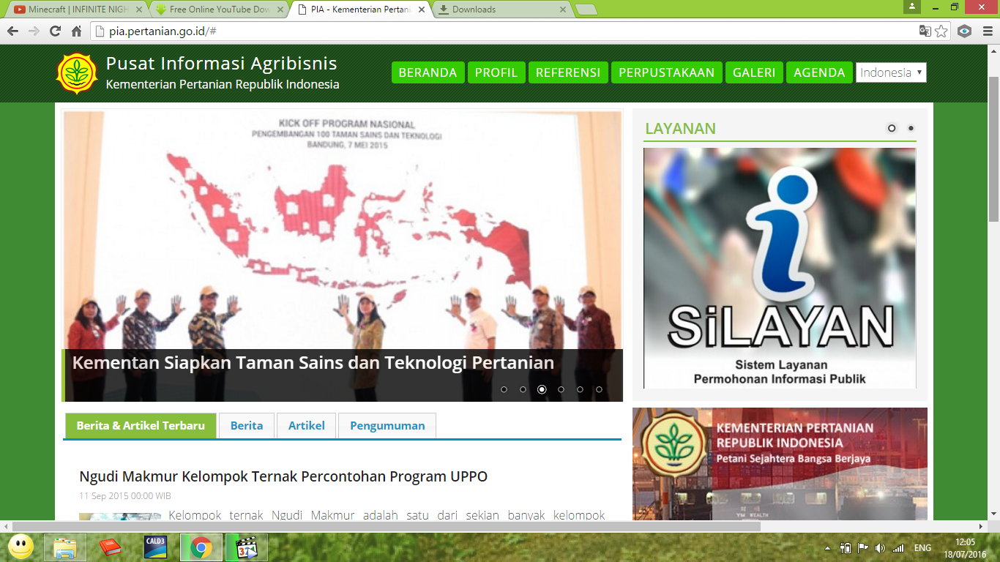 Minecraft | INFINITE NIGH
Free Online YouTube Dow
PIA - Kementerian Pertani
Downloads
pia.pertanian.go.id/#
Pusat Informasi Agribisnis
Kementerian Pertanian Republik Indonesia
BERANDA PROFIL REFERENSI PERPUSTAKAAN GALERI AGENDA Indonesia
KICK OFF PROGRAM NASIONAL
PENGEMBANGAN 100 TAMAN SAINS DAN TEKNOLOGI
BANDUNG, 7 MEI 2015
Kementan Siapkan Taman Sains dan Teknologi Pertanian
LAYANAN
i
SiLAYAN
Sistem Layanan
Permohonan Informasi Publik
Berita & Artikel Terbaru Berita Artikel Pengumuman
KEMENTERIAN PERTANIAN
REPUBLIK INDONESIA
Petani Sejahtera Bangsa Berjaya
YM WEALTH
Ngudi Makmur Kelompok Ternak Percontohan Program UPPO
11 Sep 2015 00:00 WIB
Kelompok ternak Ngudi Makmur adalah satu dari sekian banyak kelompok
CALD3
ENG
12:05
18/07/2016